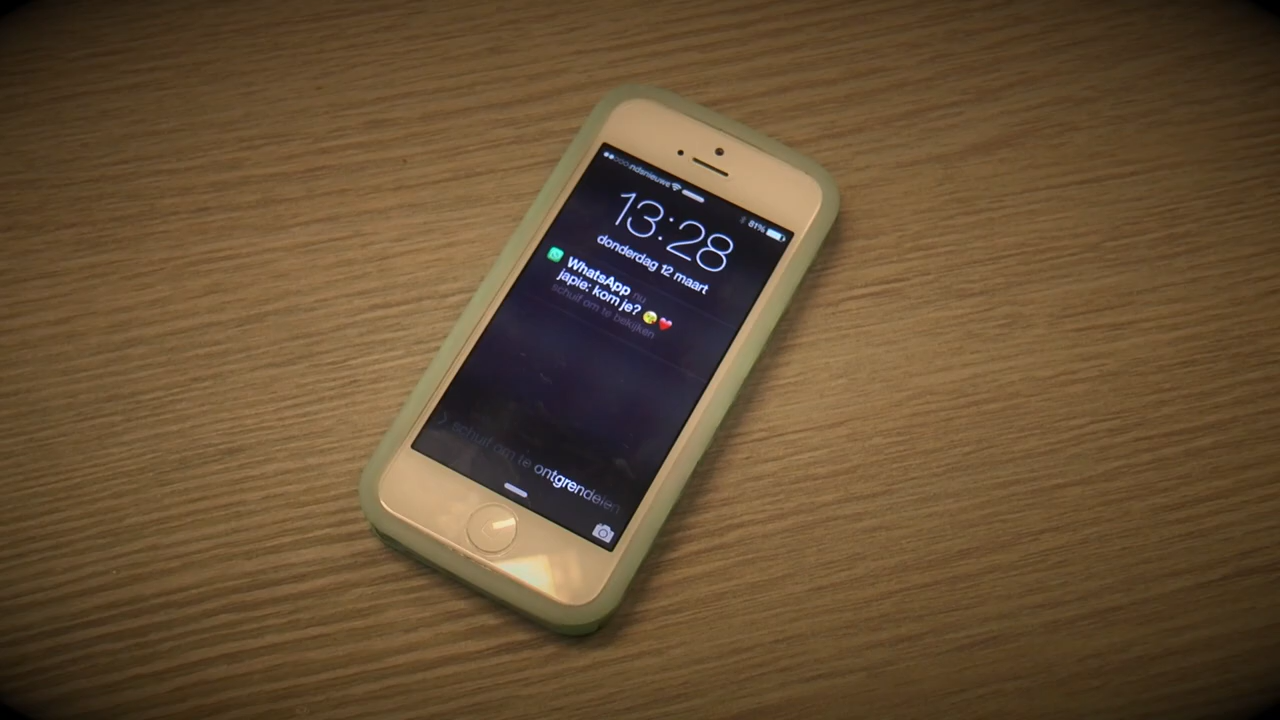 ndsnieuwe 81%
13:28
donderdag 12 maart
WhatsApp nu
japie: kom je? 😘❤️
schuif om te bekijken
schuif om te ontgrendelen